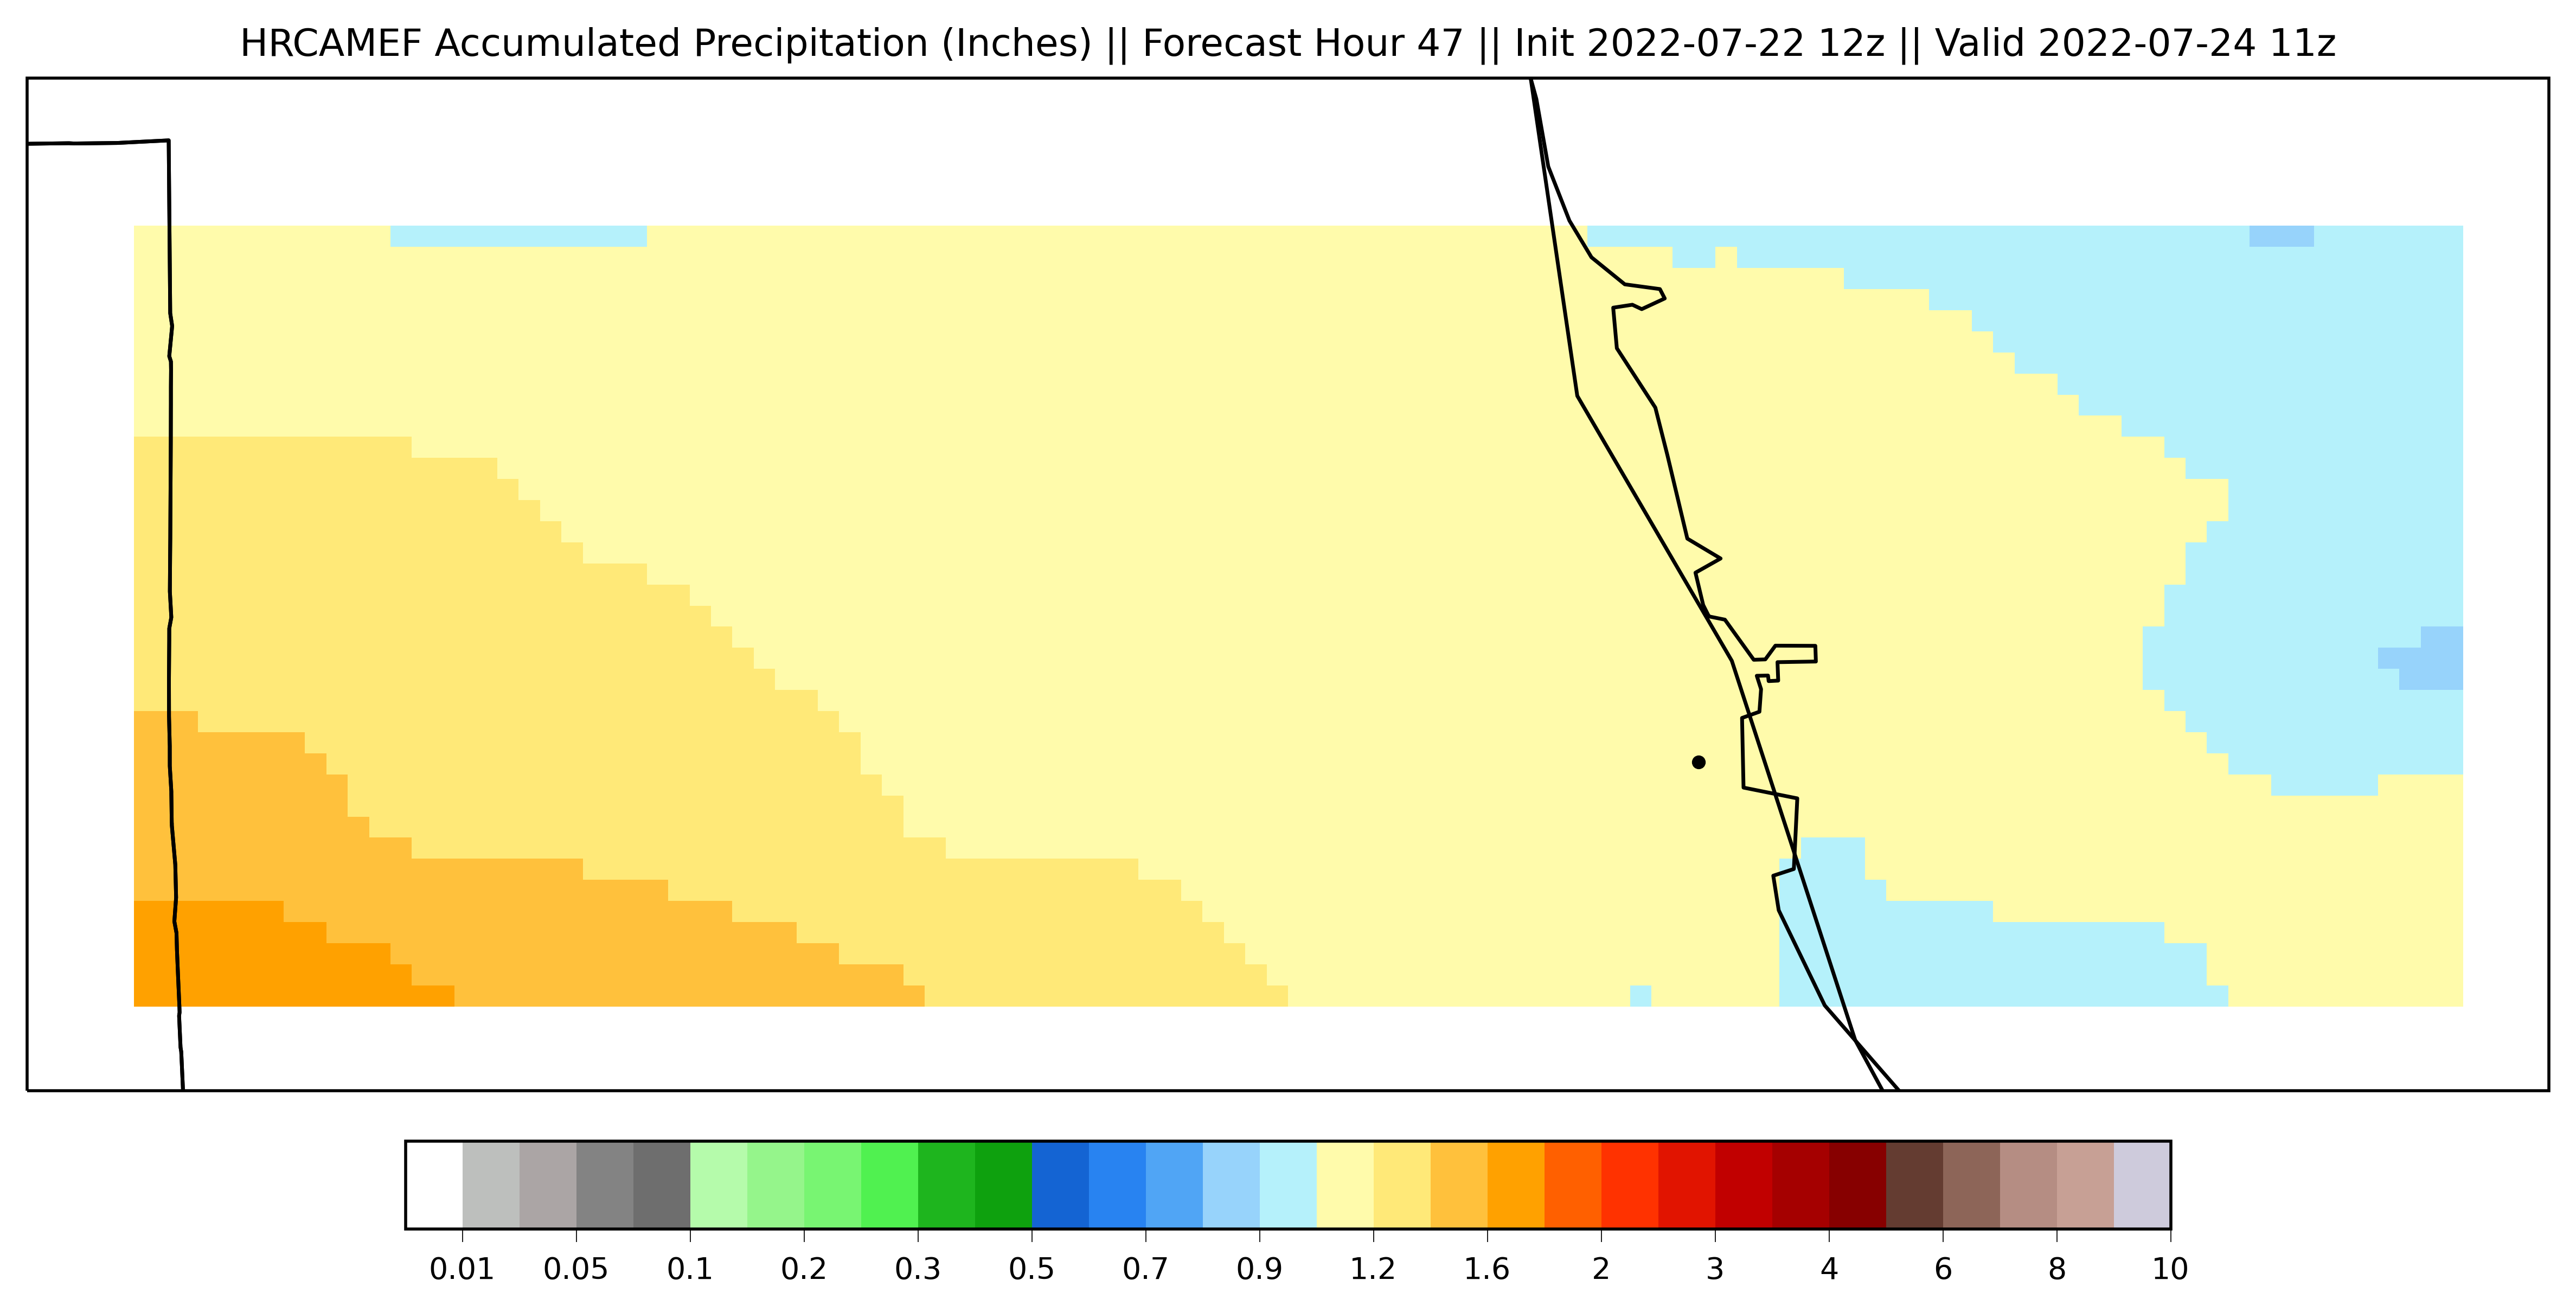 HRCAMEF Accumulated Precipitation (Inches) || Forecast Hour 47 || Init 2022-07-22 12z || Valid 2022-07-24 11z
0.01 0.05 0.1 0.2 0.3 0.5 0.7 0.9 1.2 1.6 2 3 4 6 8 10